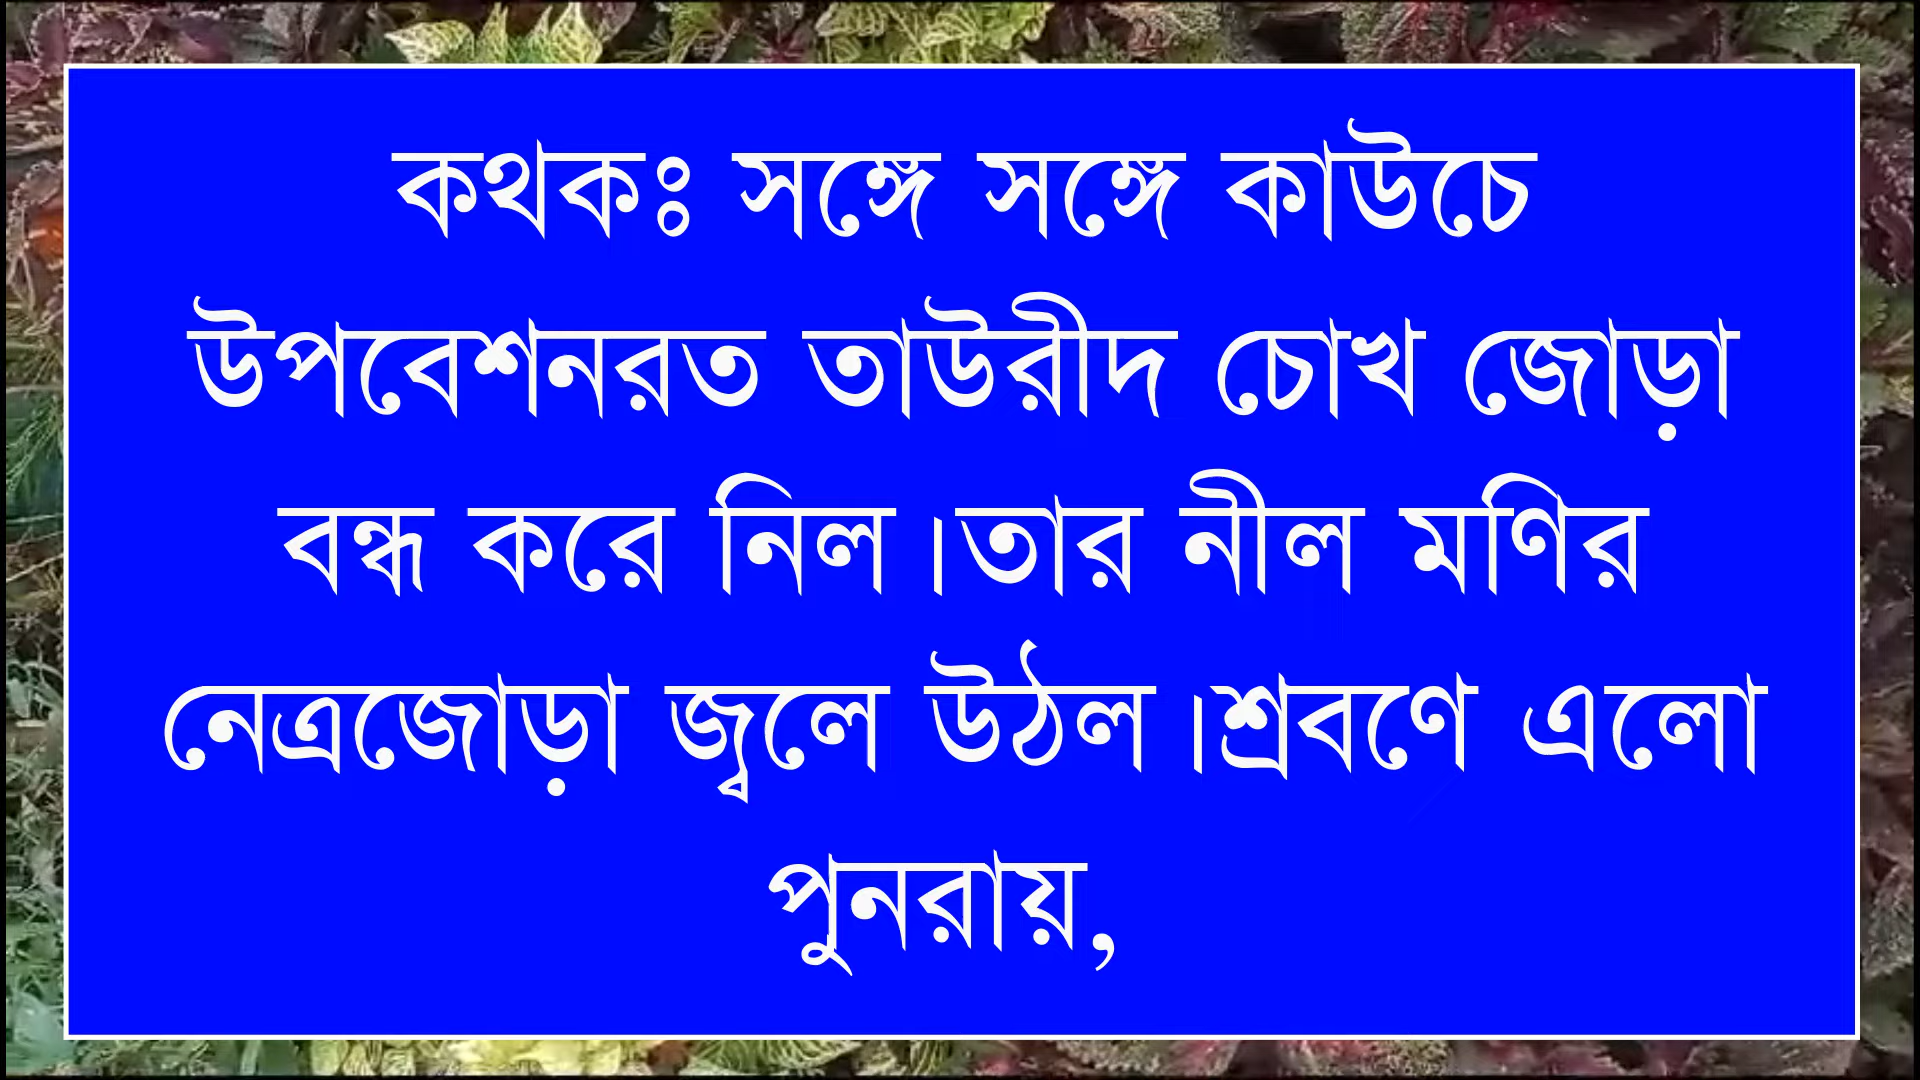 কথকঃ সঙ্গে সঙ্গে কাউচে
উপবেশনরত তাউরীদ চোখ জোড়া
বন্ধ করে নিল।তার নীল মণির
নেত্রজোড়া জ্বলে উঠল।শ্রবণে এলো
পুনরায়,